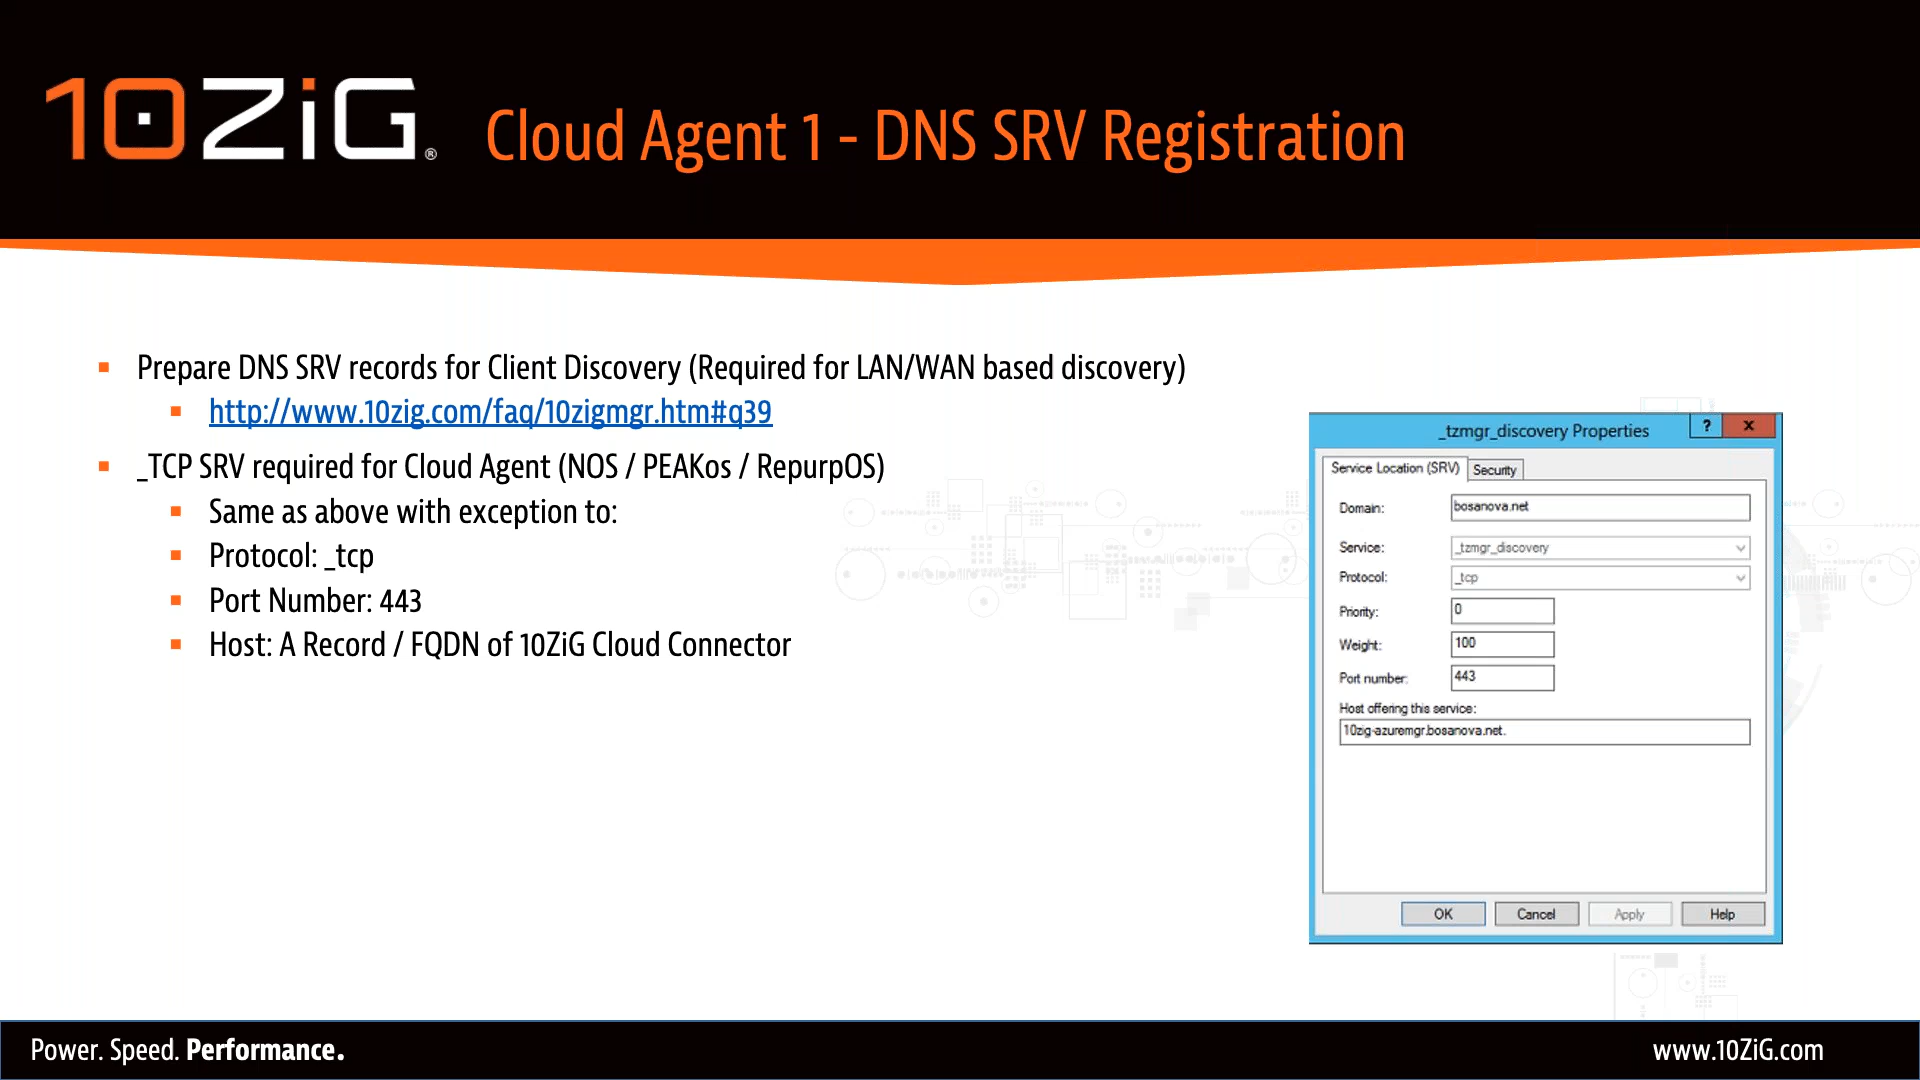 10ZiG®
Cloud Agent 1 - DNS SRV Registration
Prepare DNS SRV records for Client Discovery (Required for LAN/WAN based discovery)
http://www.10zig.com/faq/10zigmgr.htm#q39
_TCP SRV required for Cloud Agent (NOS / PEAKos / RepurpOS)
Same as above with exception to:
Protocol: _tcp
Port Number: 443
Host: A Record / FQDN of 10ZiG Cloud Connector
_tzmgr_discovery Properties
? x
Service Location (SRV) Security
Domain: bosanova.net
Service: _tzmgr_discovery
Protocol: _tcp
Priority: 0
Weight: 100
Port number: 443
Host offering this service:
10zig-azuremgr.bosanova.net.
OK Cancel Apply Help
Power. Speed. Performance.
www.10ZiG.com